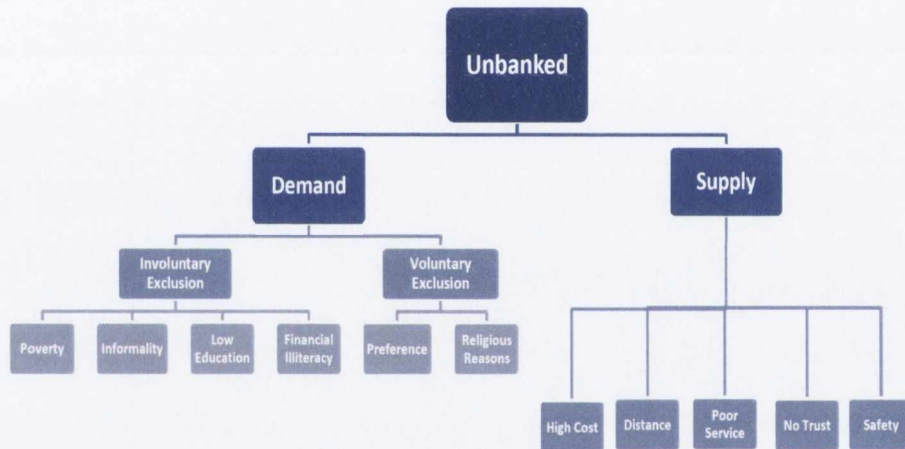 Unbanked
Demand
Supply
Involuntary
Exclusion
Voluntary
Exclusion
Poverty
Informality
Low
Education
Financial
Illiteracy
Preference
Religious
Reasons
High Cost
Distance
Poor
Service
No Trust
Safety